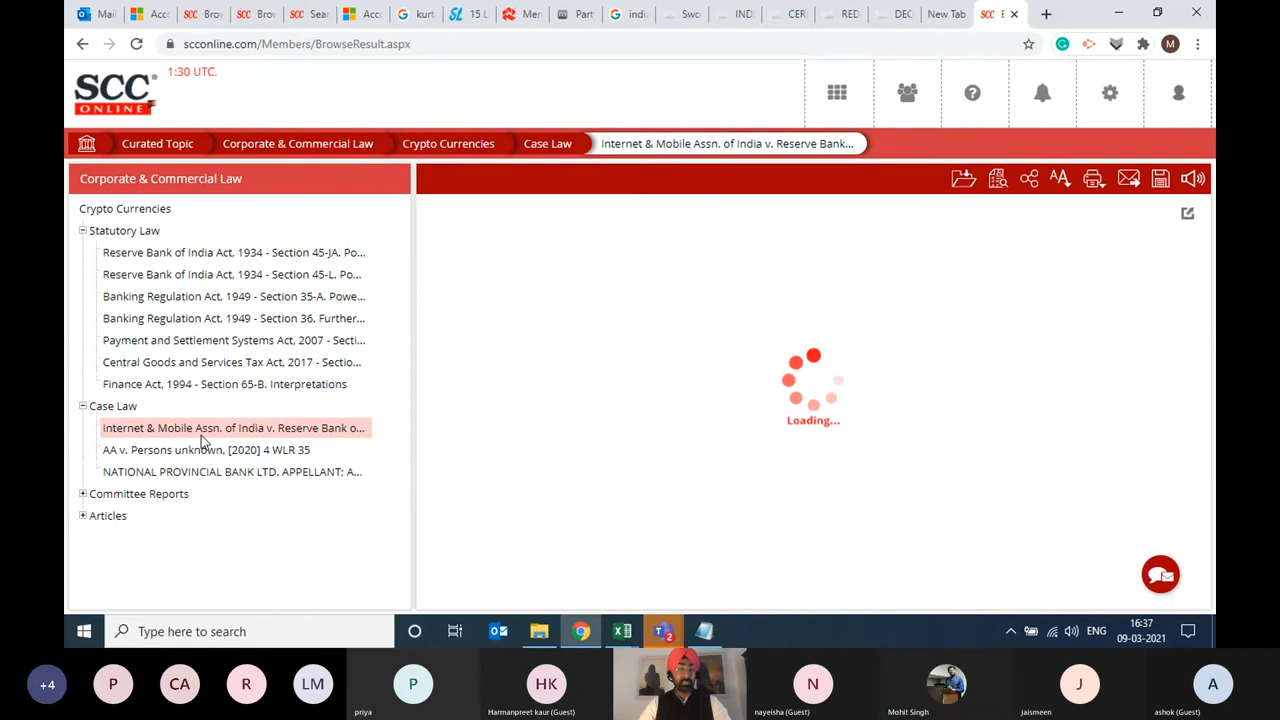 Mail
Acc
Brow
Brow
Sear
Acc
kurt
15 L
Mer
Part
india
Swo
IND
CER
RED
DEC
New Tab
E
scconline.com/Members/BrowseResult.aspx
M
SCC
ONLINE
1:30 UTC.
Curated Topic
Corporate & Commercial Law
Crypto Currencies
Case Law
Internet & Mobile Assn. of India v. Reserve Bank...
Corporate & Commercial Law
Crypto Currencies
Statutory Law
Reserve Bank of India Act, 1934 - Section 45-JA. Po...
Reserve Bank of India Act, 1934 - Section 45-L. Po...
Banking Regulation Act, 1949 - Section 35-A. Powe...
Banking Regulation Act, 1949 - Section 36. Further...
Payment and Settlement Systems Act, 2007 - Secti...
Central Goods and Services Tax Act, 2017 - Sectio...
Finance Act, 1994 - Section 65-B. Interpretations
Case Law
Internet & Mobile Assn. of India v. Reserve Bank o...
AA v. Persons unknown, [2020] 4 WLR 35
NATIONAL PROVINCIAL BANK LTD. APPELLANT; A...
Committee Reports
Articles
Loading...
Type here to search
2
ENG
16:37
09-03-2021
+4
P
CA
R
LM
P
priya
HK
Harmanpreet kaur (Guest)
N
nayeisha (Guest)
Mohit Singh
J
jaismeen
A
ashok (Guest)